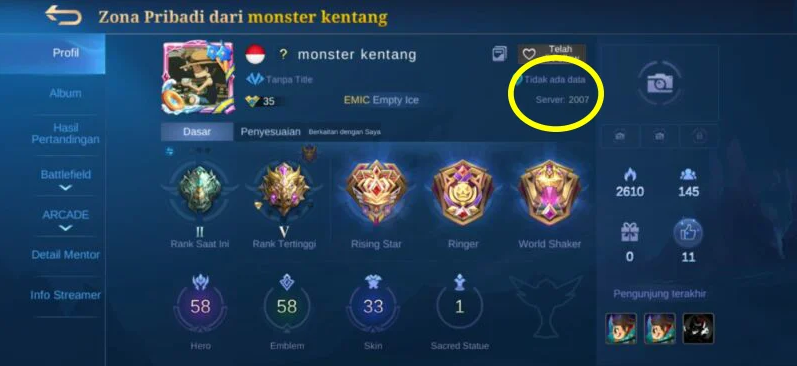 Zona Pribadi dari monster kentang
Profil
Album
Hasil
Pertandingan
Battlefield
ARCADE
Detail Mentor
Info Streamer
? monster kentang
Telah
Tanpa Title
Tidak ada data
35
EMIC Empty Ice
Server: 2007
Dasar
Penyesuaian
Berkaitan dengan Saya
II
Rank Saat Ini
V
Rank Tertinggi
Rising Star
Ringer
World Shaker
58
Hero
58
Emblem
33
Skin
1
Sacred Statue
2610
145
0
11
Pengunjung terakhir